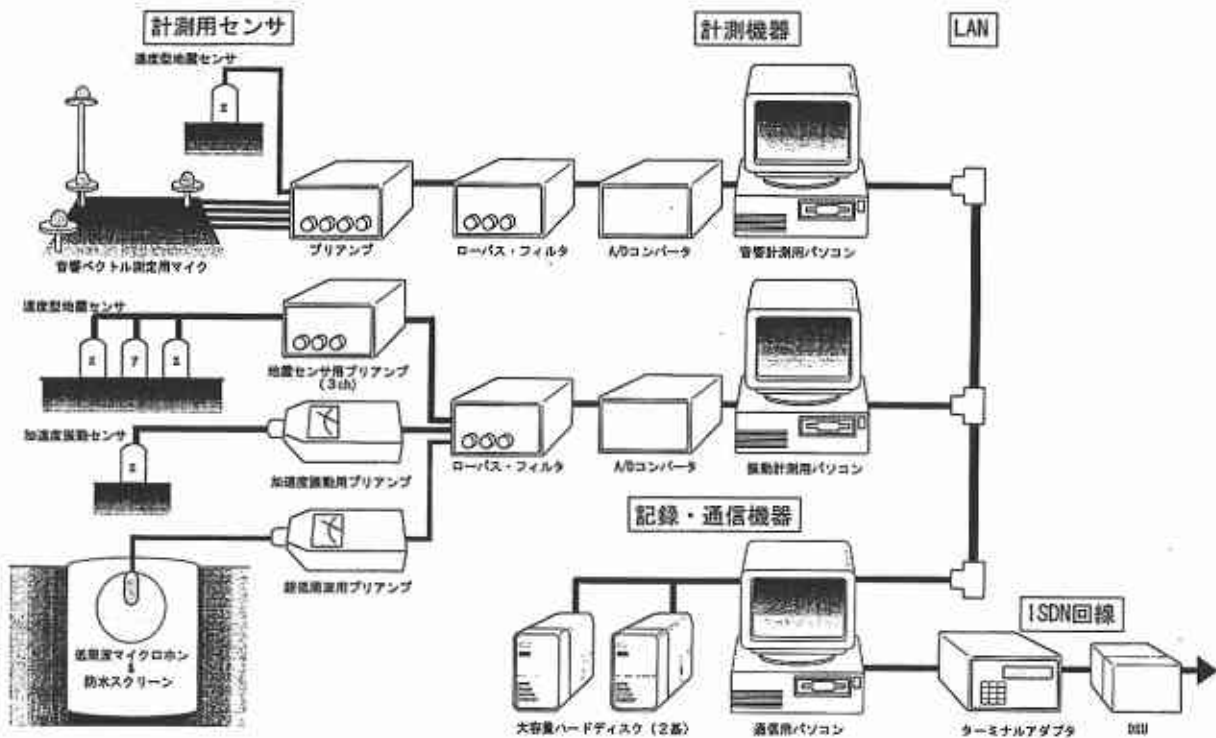 計測用センサ
計測機器
LAN
速度型地震センサ
Z
音響ベクトル測定用マイク
プリアンプ
ローパス・フィルタ
A/Dコンバータ
音響計測用パソコン
速度型地震センサ
地震センサ用プリアンプ
(3ch)
加速度振動センサ
加速度振動用プリアンプ
ローパス・フィルタ
A/Dコンバータ
振動計測用パソコン
記録・通信機器
超低周波用プリアンプ
低周波マイクロホン
&
防水スクリーン
ISDN回線
大容量ハードディスク(2基)
通信用パソコン
ターミナルアダプタ
DSU